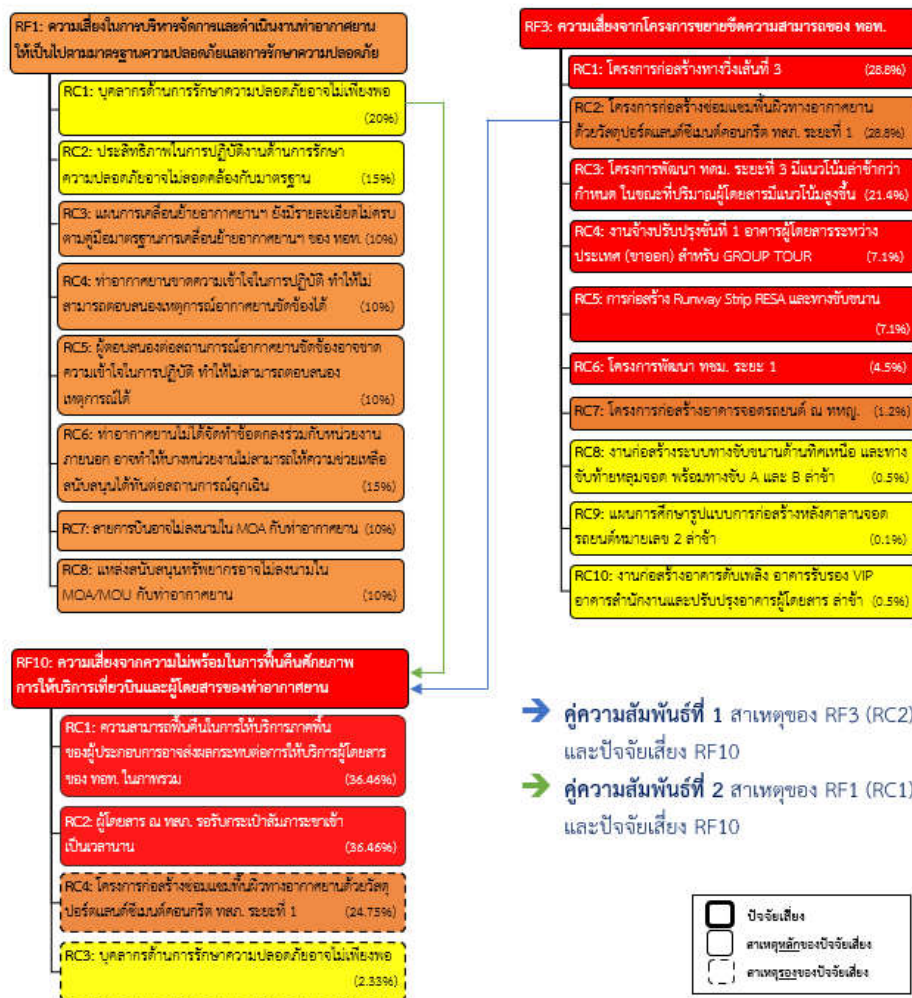 RF1: ความเสี่ยงในการบริหารจัดการและดำเนินงานท่าอากาศยาน
ให้เป็นไปตามมาตรฐานความปลอดภัยและการรักษาความปลอดภัย
RC1: บุคลากรด้านการรักษาความปลอดภัยอาจไม่เพียงพอ
(20%)
RC2: ประสิทธิภาพในการปฏิบัติงานด้านการรักษา
ความปลอดภัยอาจไม่สอดคล้องกับมาตรฐาน (15%)
RC3: แผนการเคลื่อนย้ายอากาศยานฯ ยังมีรายละเอียดไม่ครบ
ตามคู่มือมาตรฐานการเคลื่อนย้ายอากาศยานฯ ของ ทอท. (10%)
RC4: ท่าอากาศยานขาดความเข้าใจในการปฏิบัติ ทำให้ไม่
สามารถตอบสนองเหตุการณ์อากาศยานขัดข้องได้ (10%)
RC5: ผู้ตอบสนองต่อสถานการณ์อากาศยานขัดข้องอาจขาด
ความเข้าใจในการปฏิบัติ ทำให้ไม่สามารถตอบสนอง
เหตุการณ์ได้ (10%)
RC6: ท่าอากาศยานไม่ได้จัดทำข้อตกลงร่วมกับหน่วยงาน
ภายนอก อาจทำให้บางหน่วยงานไม่สามารถให้ความช่วยเหลือ
สนับสนุนได้ทันต่อสถานการณ์ฉุกเฉิน (15%)
RC7: สายการบินอาจไม่ลงนามใน MOA กับท่าอากาศยาน (10%)
RC8: แหล่งสนับสนุนทรัพยากรอาจไม่ลงนามใน
MOA/MOU กับท่าอากาศยาน (10%)
RF3: ความเสี่ยงจากโครงการขยายขีดความสามารถของ ทอท.
RC1: โครงการก่อสร้างทางวิ่งเส้นที่ 3 (28.8%)
RC2: โครงการก่อสร้างซ่อมแซมพื้นผิวทางอากาศยาน
ด้วยวัสดุปอร์ตแลนด์ซีเมนต์คอนกรีต ทสภ. ระยะที่ 1 (28.8%)
RC3: โครงการพัฒนา ทดม. ระยะที่ 3 มีแนวโน้มล่าช้ากว่า
กำหนด ในขณะที่ปริมาณผู้โดยสารมีแนวโน้มสูงขึ้น (21.4%)
RC4: งานจ้างปรับปรุงชั้นที่ 1 อาคารผู้โดยสารระหว่าง
ประเทศ (ขาออก) สำหรับ GROUP TOUR (7.1%)
RC5: การก่อสร้าง Runway Strip RESA และทางขับขนาน
(7.1%)
RC6: โครงการพัฒนา ทชม. ระยะ 1 (4.5%)
RC7: โครงการก่อสร้างอาคารจอดรถยนต์ ณ ทหญ. (1.2%)
RC8: งานก่อสร้างระบบทางขับขนานด้านทิศเหนือ และทาง
ขับท้ายหลุมจอด พร้อมทางขับ A และ B ล่าช้า (0.5%)
RC9: แผนการศึกษารูปแบบการก่อสร้างหลังคาลานจอด
รถยนต์หมายเลข 2 ล่าช้า (0.1%)
RC10: งานก่อสร้างอาคารดับเพลิง อาคารรับรอง VIP
อาคารสำนักงานและปรับปรุงอาคารผู้โดยสาร ล่าช้า (0.5%)
RF10: ความเสี่ยงจากความไม่พร้อมในการฟื้นคืนศักยภาพ
การให้บริการเที่ยวบินและผู้โดยสารของท่าอากาศยาน
RC1: ความสามารถฟื้นคืนในการให้บริการภาคพื้น
ของผู้ประกอบการอาจส่งผลกระทบต่อการให้บริการผู้โดยสาร
ของ ทอท. ในภาพรวม (36.46%)
RC2: ผู้โดยสาร ณ ทสภ. รอรับกระเป๋าสัมภาระขาเข้า
เป็นเวลานาน (36.46%)
RC4: โครงการก่อสร้างซ่อมแซมพื้นผิวทางอากาศยานด้วยวัสดุ
ปอร์ตแลนด์ซีเมนต์คอนกรีต ทสภ. ระยะที่ 1 (24.75%)
RC3: บุคลากรด้านการรักษาความปลอดภัยอาจไม่เพียงพอ
(2.33%)
คู่ความสัมพันธ์ที่ 1 สาเหตุของ RF3 (RC2)
และปัจจัยเสี่ยง RF10
คู่ความสัมพันธ์ที่ 2 สาเหตุของ RF1 (RC1)
และปัจจัยเสี่ยง RF10
ปัจจัยเสี่ยง
สาเหตุหลักของปัจจัยเสี่ยง
สาเหตุรองของปัจจัยเสี่ยง